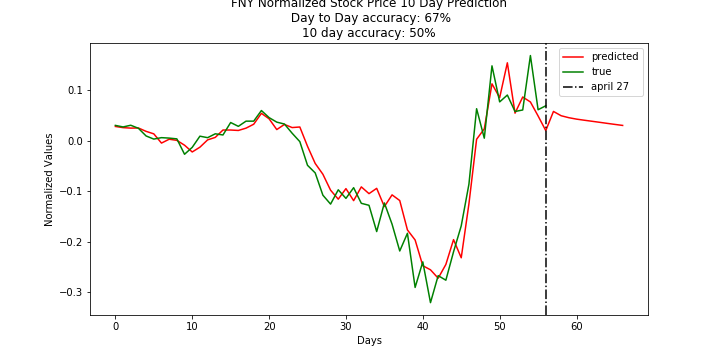 FNY Normalized Stock Price 10 Day Prediction
Day to Day accuracy: 67%
10 day accuracy: 50%
predicted
true
april 27
0.1
0.0
−0.1
−0.2
−0.3
Normalized Values
0 10 20 30 40 50 60
Days